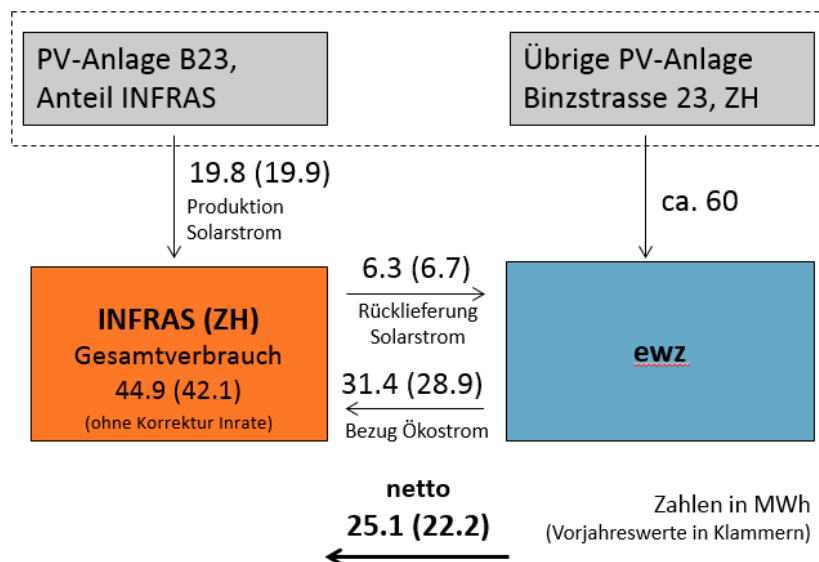 PV-Anlage B23,
Anteil INFRAS
Übrige PV-Anlage
Binzstrasse 23, ZH
19.8 (19.9)
Produktion
Solarstrom
ca. 60
INFRAS (ZH)
Gesamtverbrauch
44.9 (42.1)
(ohne Korrektur Inrate)
6.3 (6.7)
Rücklieferung
Solarstrom
31.4 (28.9)
Bezug Ökostrom
ewz
netto
25.1 (22.2)
Zahlen in MWh
(Vorjahreswerte in Klammern)